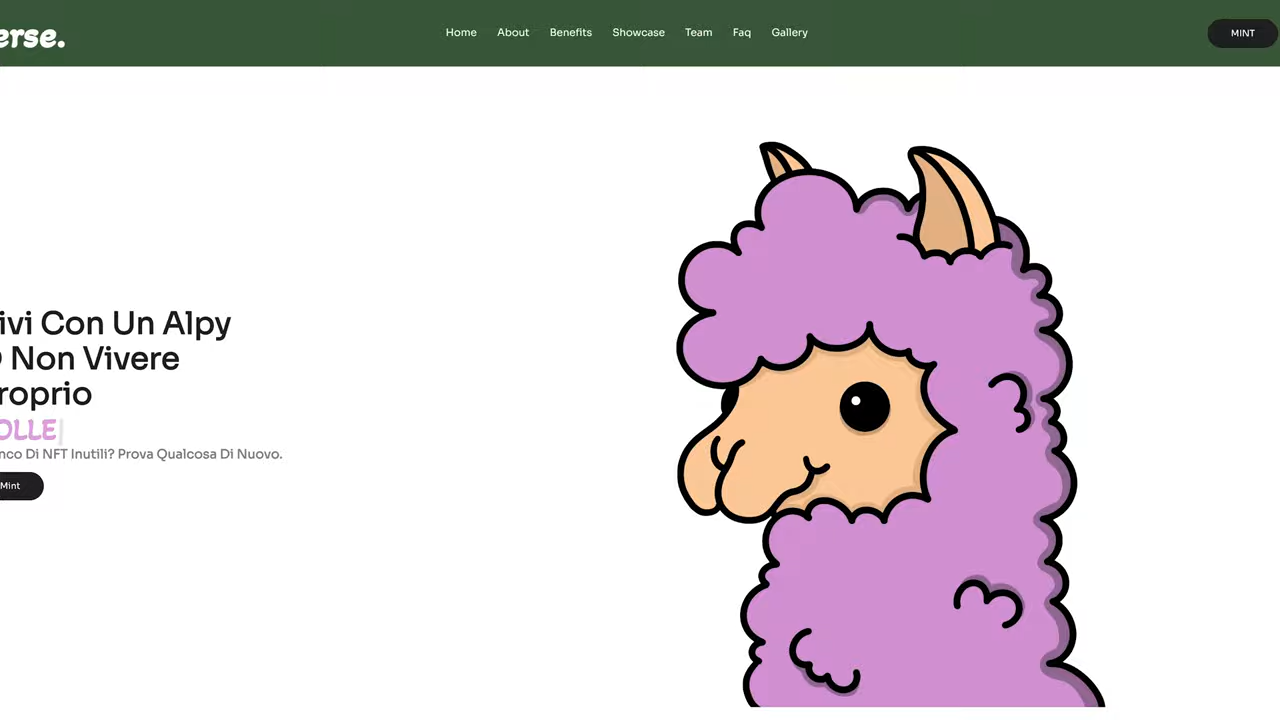 erse.
Home About Benefits Showcase Team Faq Gallery
MINT
ivi Con Un Alpy
Non Vivere
roprio
OLLE
nco Di NFT Inutili? Prova Qualcosa Di Nuovo.
Mint